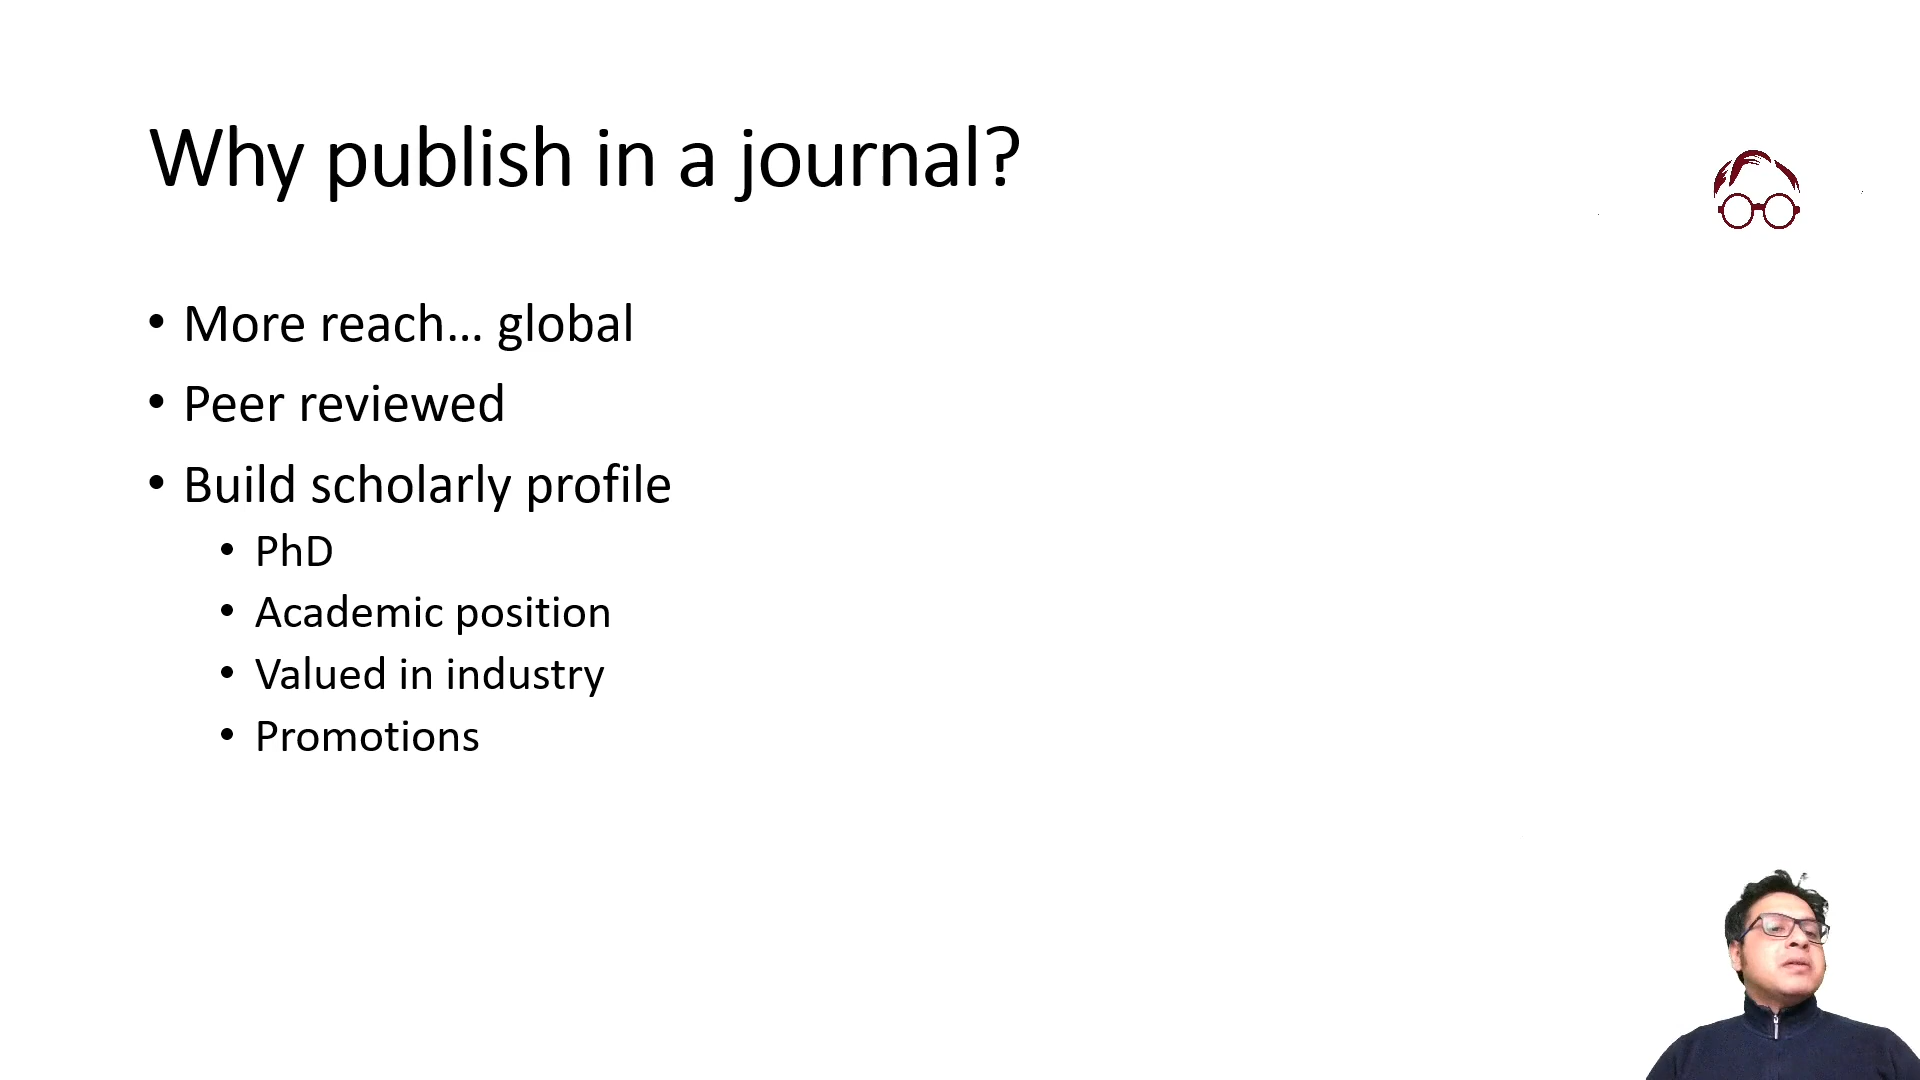 Why publish in a journal?
• More reach... global
• Peer reviewed
• Build scholarly profile
• PhD
• Academic position
• Valued in industry
• Promotions